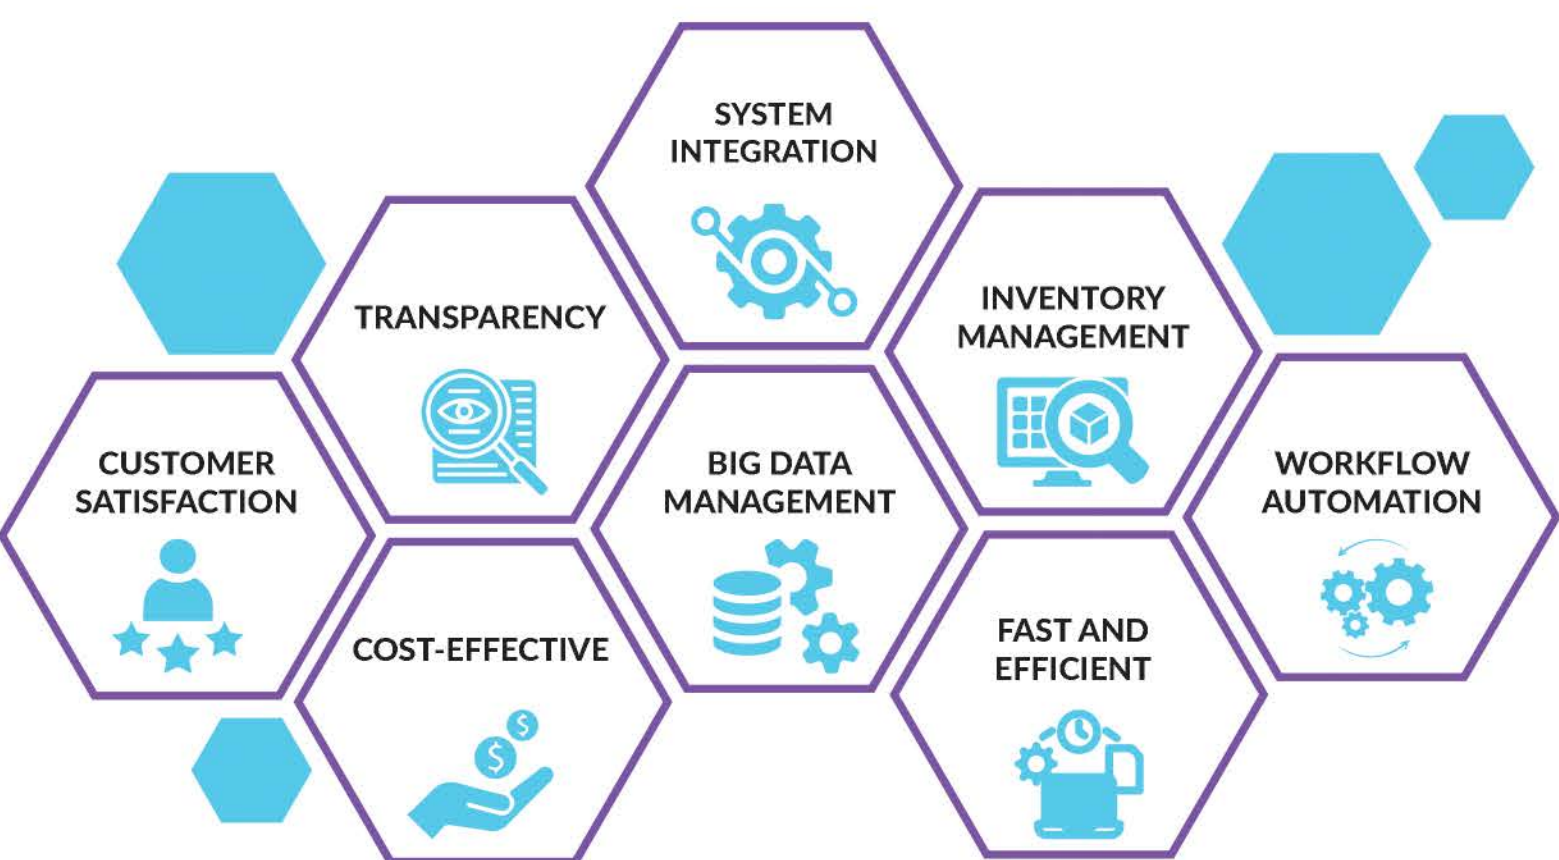 SYSTEM
INTEGRATION
TRANSPARENCY
INVENTORY
MANAGEMENT
CUSTOMER
SATISFACTION
BIG DATA
MANAGEMENT
WORKFLOW
AUTOMATION
COST-EFFECTIVE
$
$
FAST AND
EFFICIENT